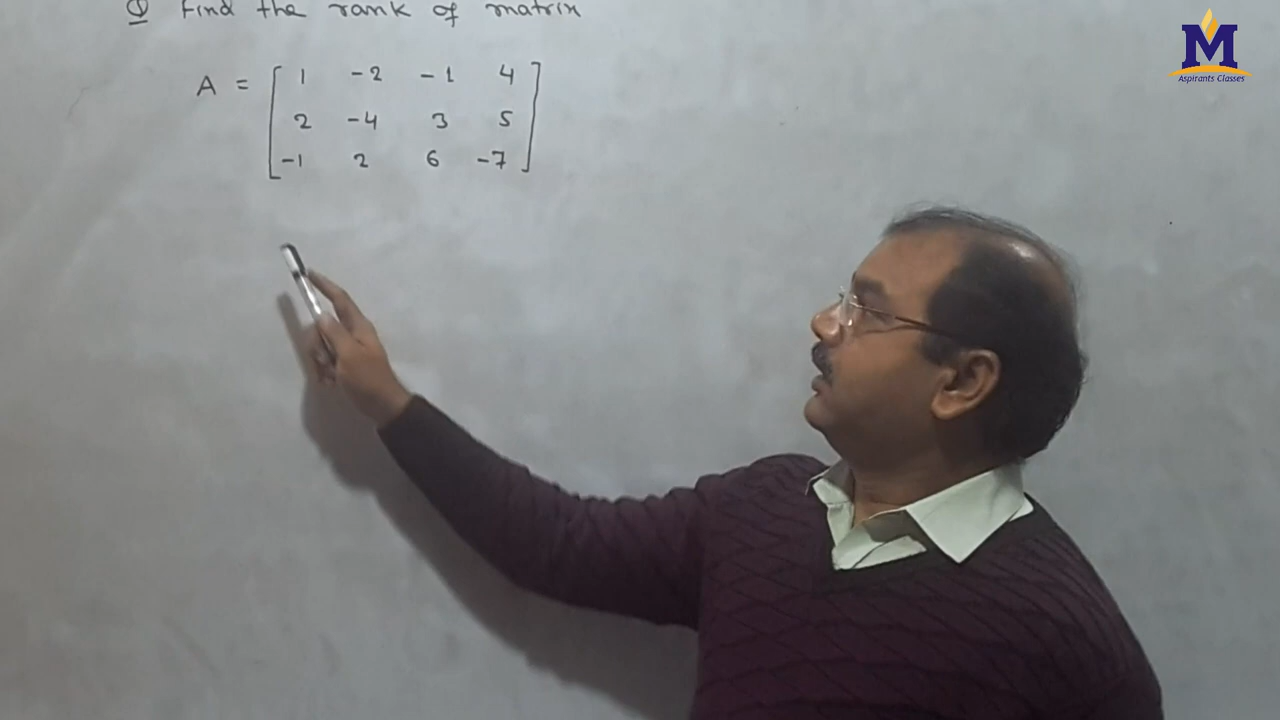 Q Find the rank of matrix
A = [ 1 -2 -1 4
2 -4 3 5
-1 2 6 -7 ]
M
Aspirants Classes